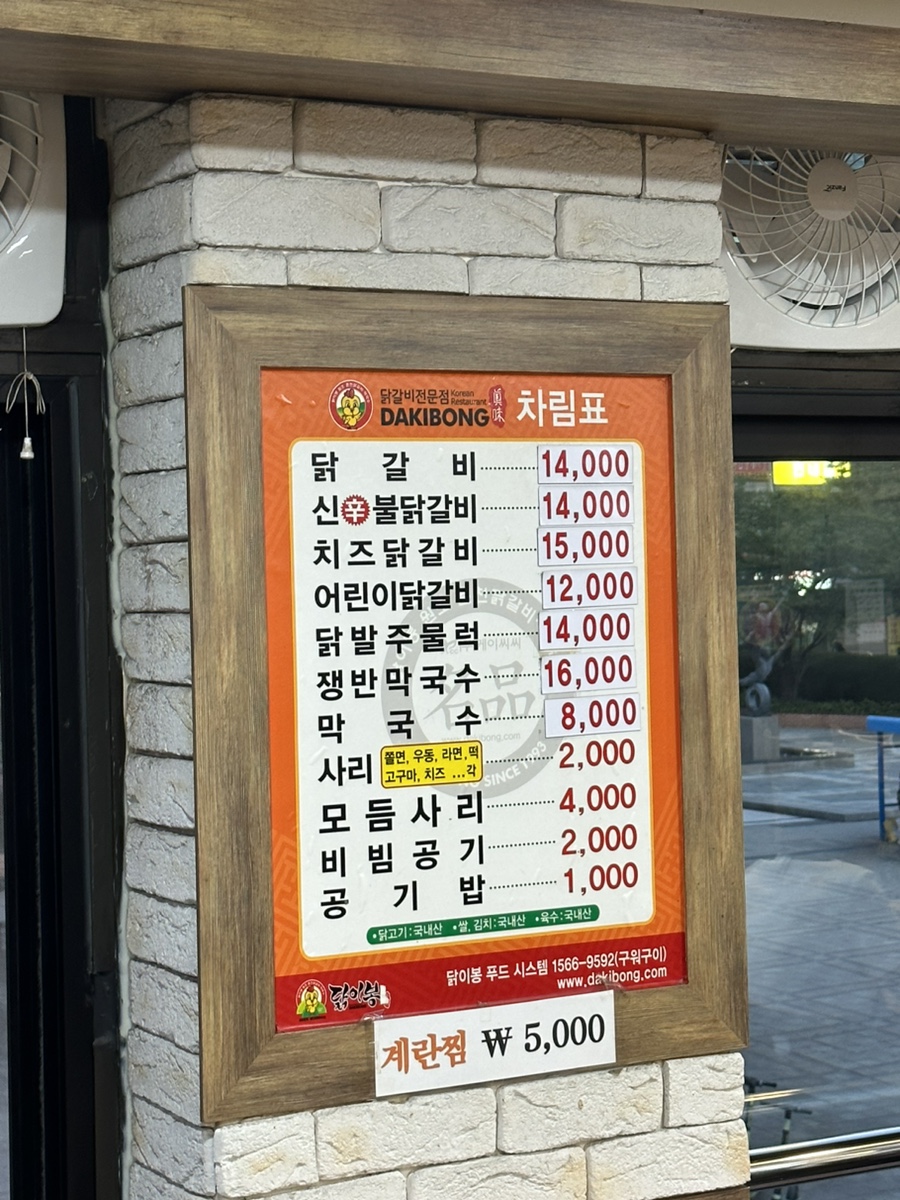 닭갈비전문점 Korean Restaurant
DAKIBONG 眞味 차림표
닭 갈 비 14,000
신辛불닭갈비 14,000
치즈닭갈비 15,000
어린이닭갈비 12,000
닭발주물럭 14,000
쟁반막국수 16,000
막 국 수 8,000
사리 쫄면, 우동, 라면, 떡 고구마, 치즈 ...각 2,000
모듬사리 4,000
비빔공기 2,000
공 기 밥 1,000
•닭고기:국내산 •쌀, 김치:국내산 •육수:국내산
닭이봉 푸드 시스템 1566-9592(구워구이)
www.dakibong.com
닭이봉
계란찜 ₩ 5,000
名品
SINCE 1993